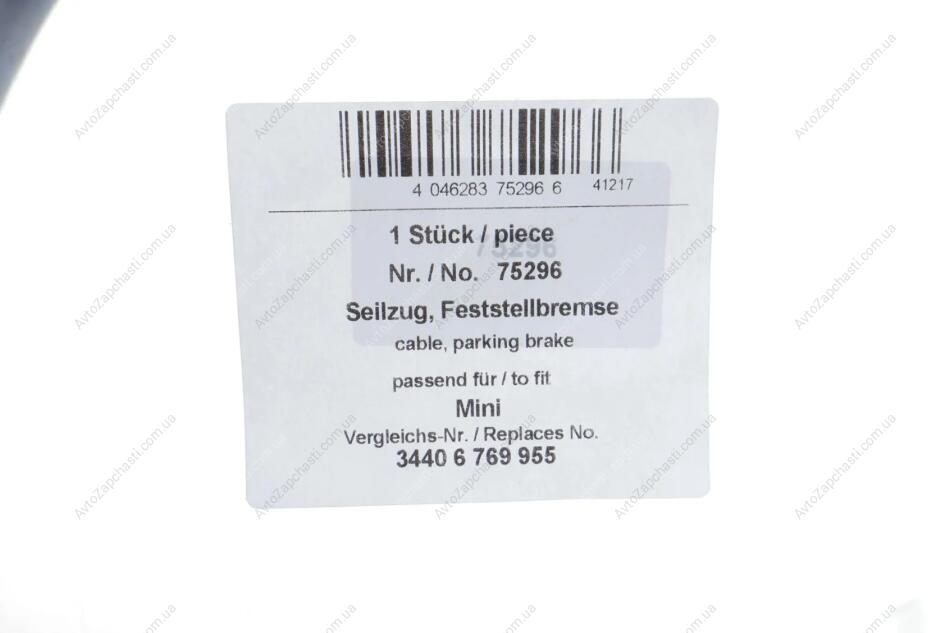 4 046283 75296 6 41217
1 Stück / piece
75296
Nr. / No. 75296
Seilzug, Feststellbremse
cable, parking brake
passend für / to fit
Mini
Vergleichs-Nr. / Replaces No.
3440 6 769 955
AvtoZapchasti.com.ua